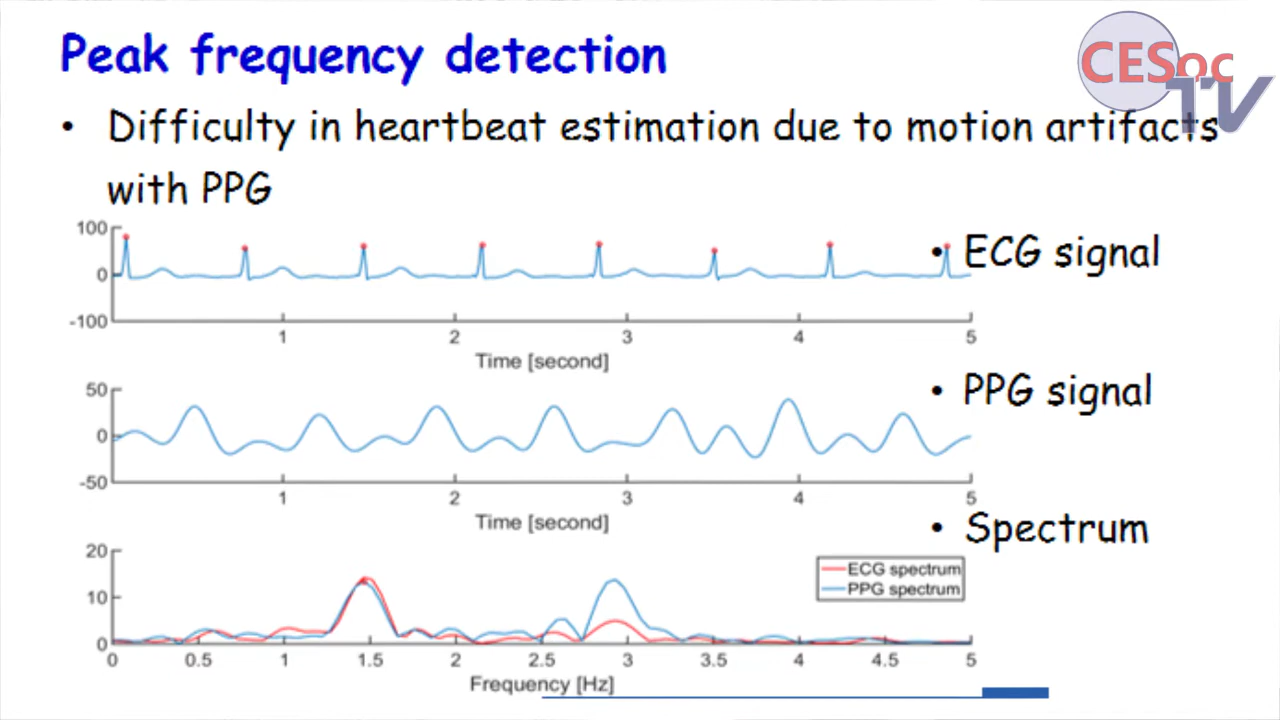 Peak frequency detection
CESoc
TV
• Difficulty in heartbeat estimation due to motion artifacts
with PPG
100
0
-100
1
2
3
4
5
Time [second]
• ECG signal
50
0
-50
1
2
3
4
5
Time [second]
• PPG signal
• Spectrum
20
10
0
ECG spectrum
PPG spectrum
0
0.5
1
1.5
2
2.5
3
3.5
4
4.5
5
Frequency [Hz]